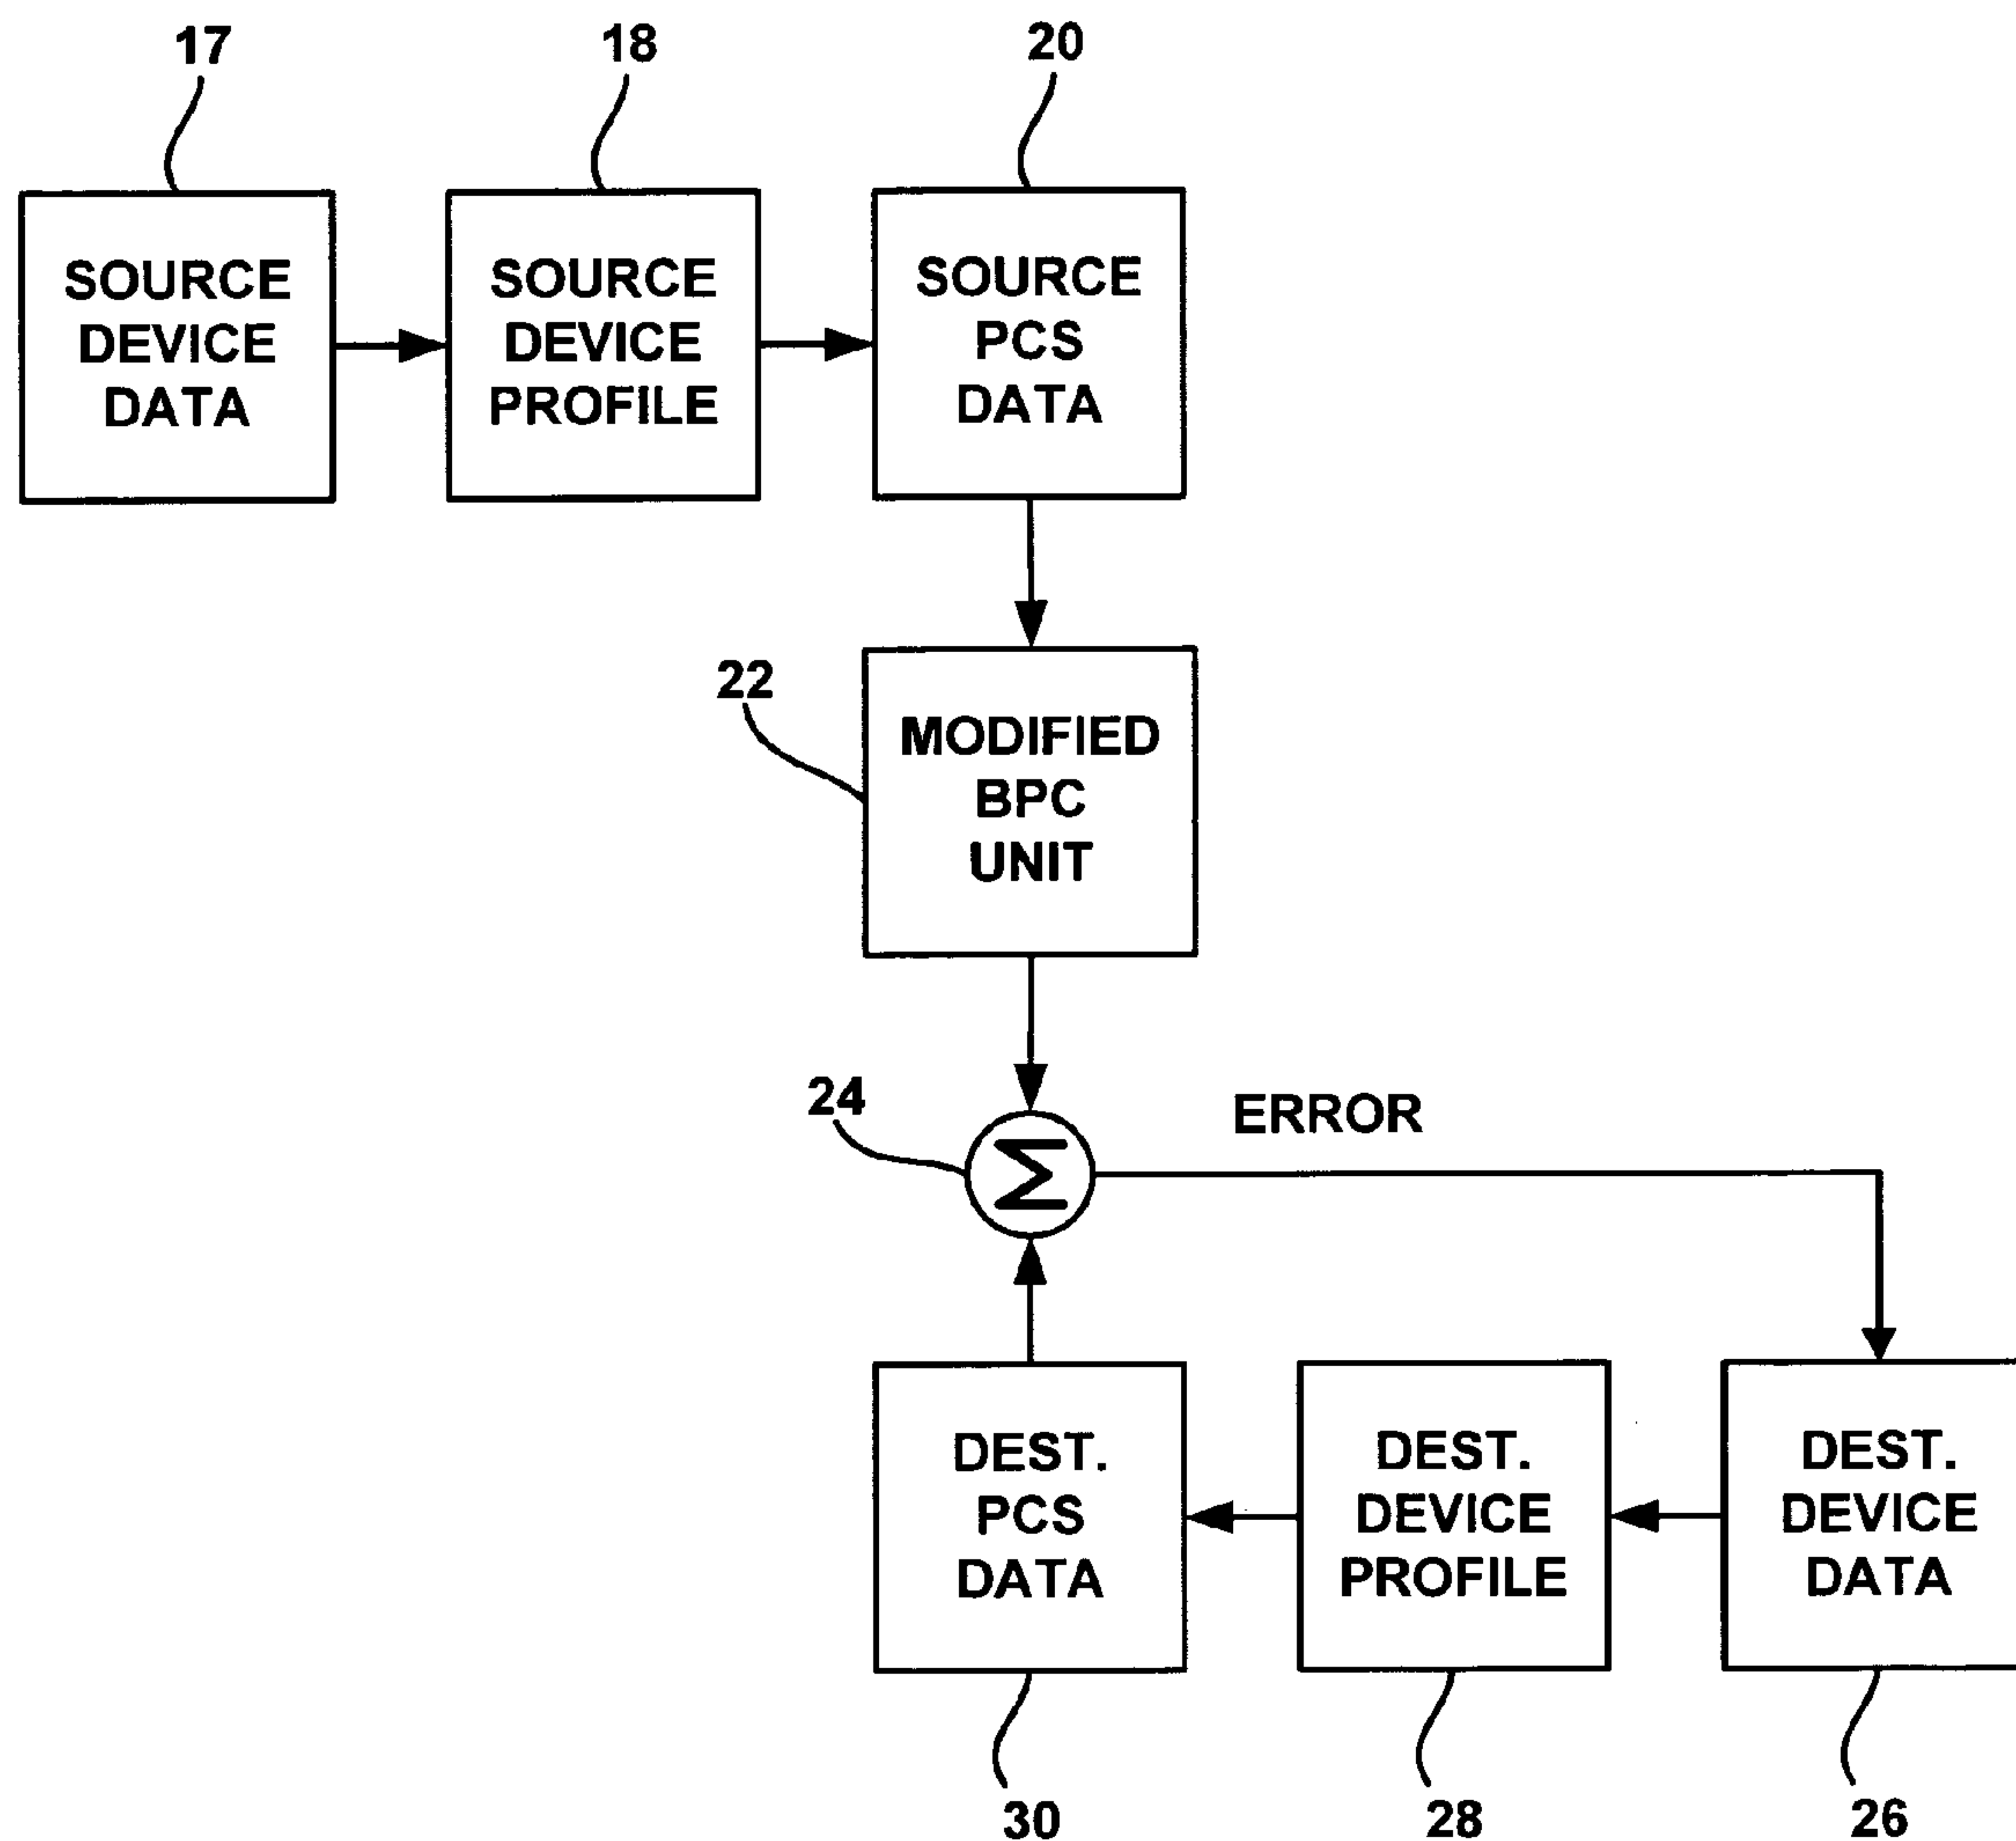 17
18
20
SOURCE
DEVICE
DATA
SOURCE
DEVICE
PROFILE
SOURCE
PCS
DATA
22
MODIFIED
BPC
UNIT
24
Σ
ERROR
DEST.
PCS
DATA
DEST.
DEVICE
PROFILE
DEST.
DEVICE
DATA
30
28
26